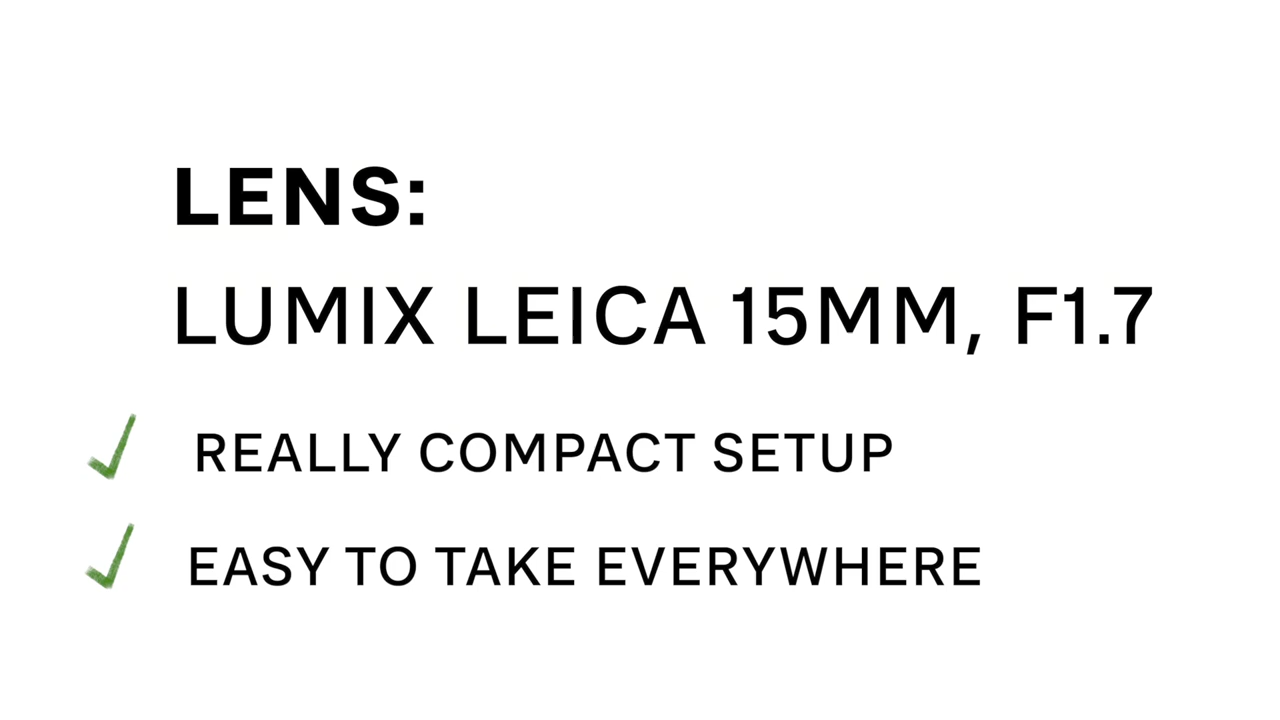 LENS:
LUMIX LEICA 15MM, F1.7
REALLY COMPACT SETUP
EASY TO TAKE EVERYWHERE